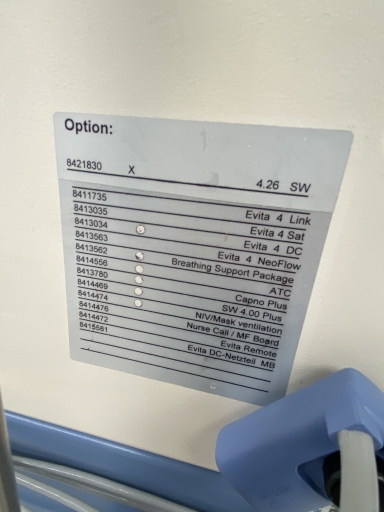 Option:
8421830 X 4.26 SW
8411735 Evita 4 Link
8413035 Evita 4 Sat
8413034 Evita 4 DC
8413563 Evita 4 NeoFlow
8413562 Breathing Support Package
8414556 ATC
8413780 Capno Plus
8414469 SW 4.00 Plus
8414474 NIV/Mask ventilation
8414476 Nurse Call / MF Board
8414472 Evita Remote
8415581 Evita DC-Netzteil MB